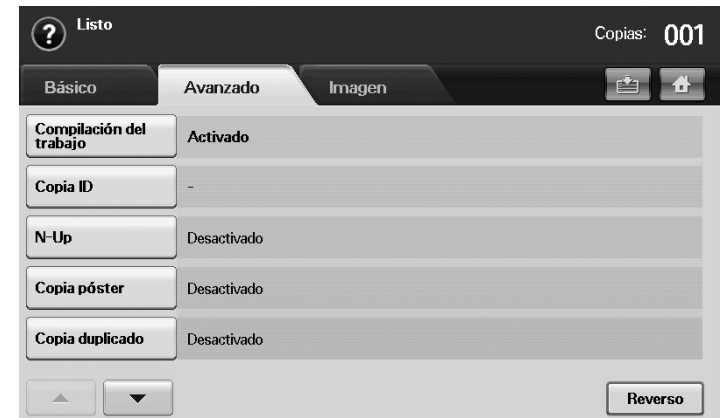 ? Listo
Copias: 001
Básico Avanzado Imagen
Compilación del
trabajo
Activado
Copia ID -
N-Up Desactivado
Copia póster Desactivado
Copia duplicado Desactivado
Reverso